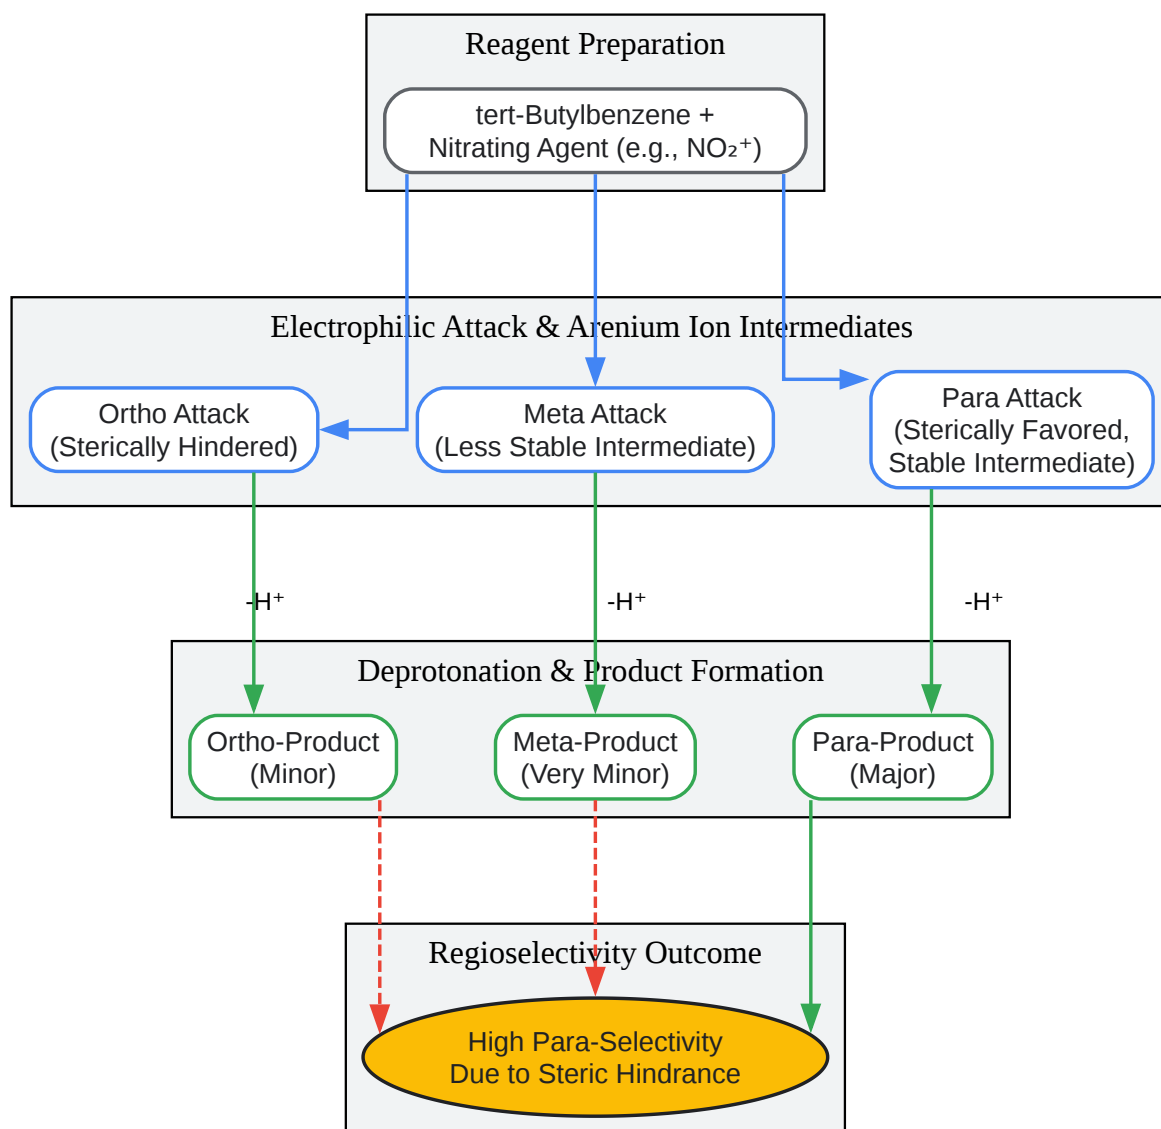 Reagent Preparation
tert-Butylbenzene +
Nitrating Agent (e.g., NO₂⁺)
Electrophilic Attack & Arenium Ion Intermediates
Ortho Attack
(Sterically Hindered)
Meta Attack
(Less Stable Intermediate)
Para Attack
(Sterically Favored,
Stable Intermediate)
-H⁺
-H⁺
-H⁺
Deprotonation & Product Formation
Ortho-Product
(Minor)
Meta-Product
(Very Minor)
Para-Product
(Major)
Regioselectivity Outcome
High Para-Selectivity
Due to Steric Hindrance